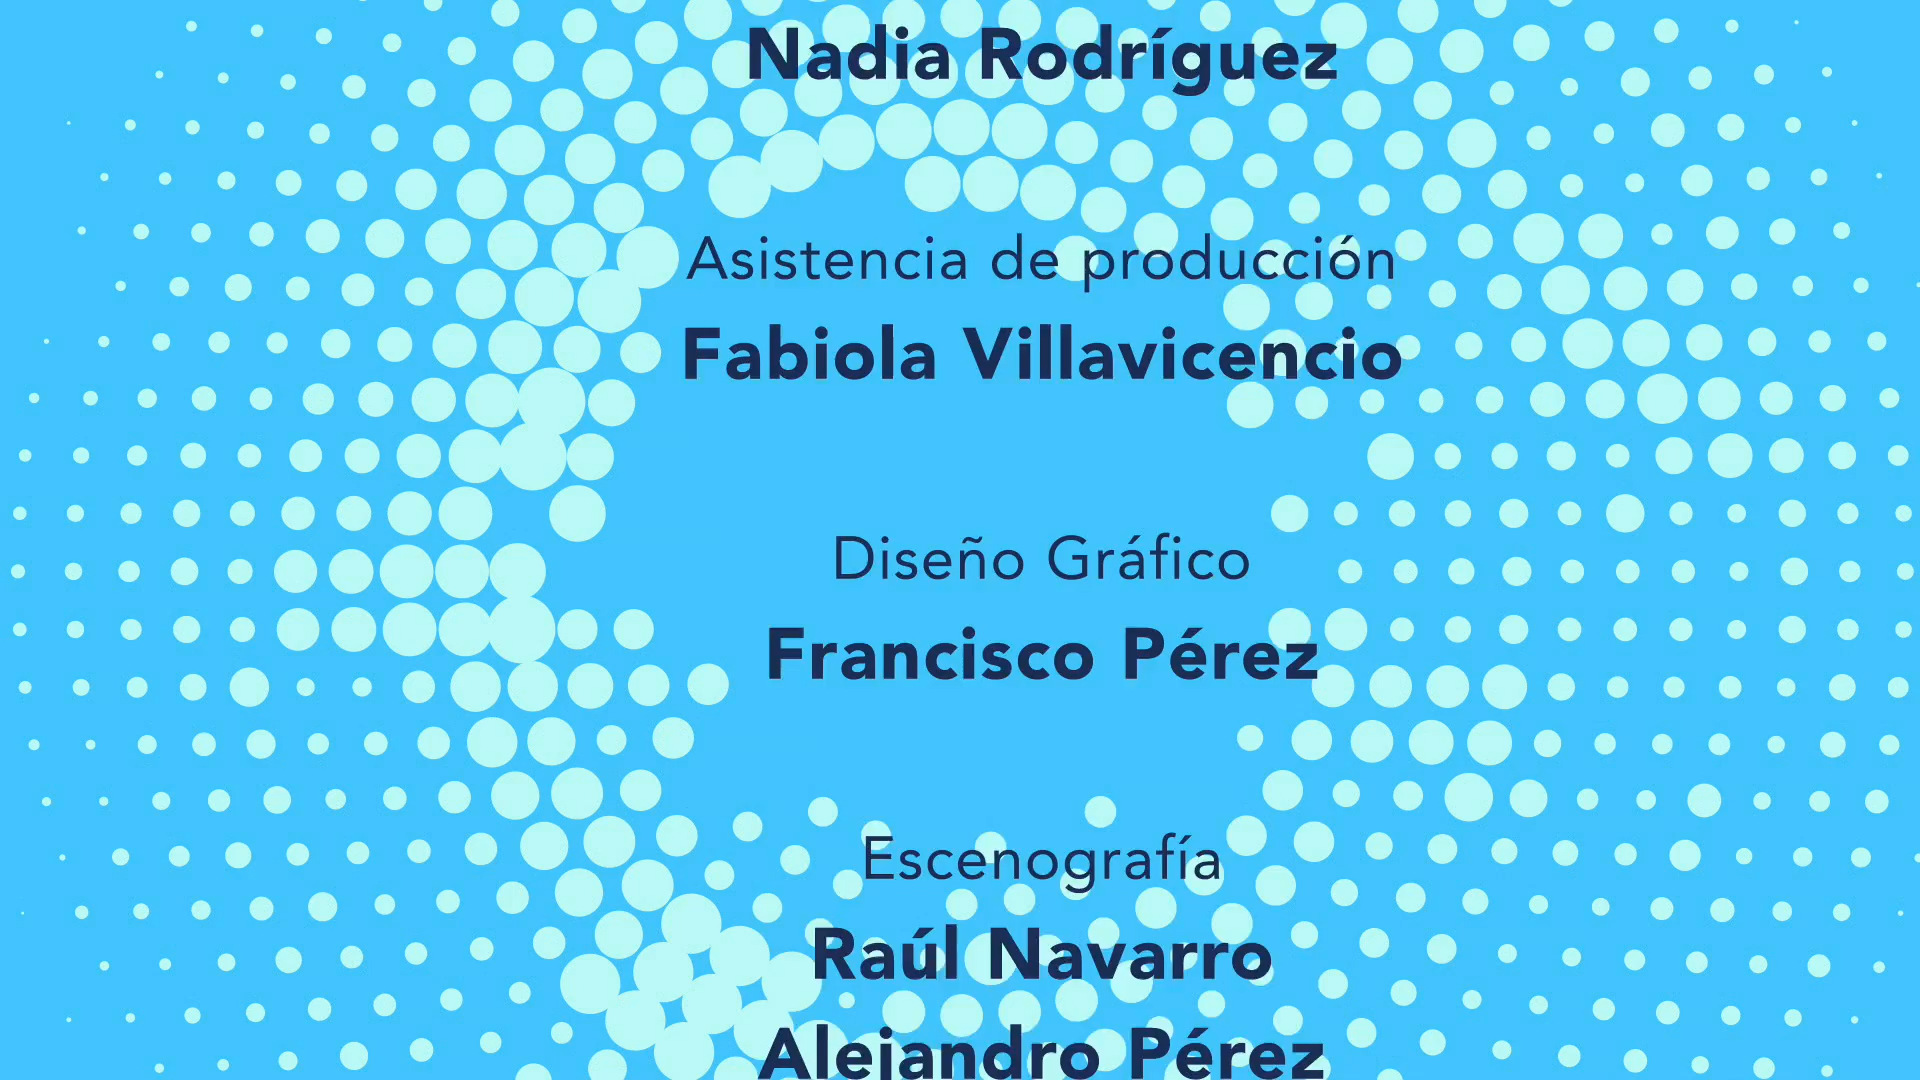 Nadia Rodríguez
Asistencia de producción
Fabiola Villavicencio
Diseño Gráfico
Francisco Pérez
Escenografía
Raúl Navarro
Alejandro Pérez